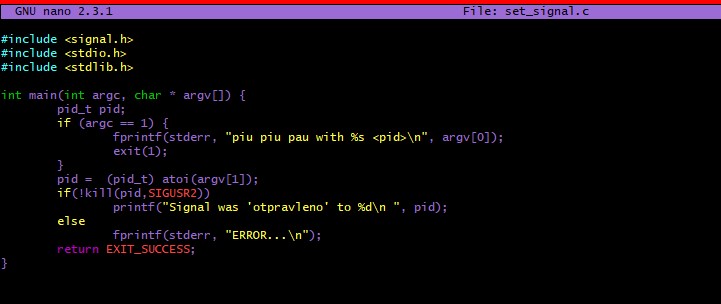 GNU nano 2.3.1 File: set_signal.c
#include <signal.h>
#include <stdio.h>
#include <stdlib.h>
int main(int argc, char * argv[]) {
pid_t pid;
if (argc == 1) {
fprintf(stderr, "piu piu pau with %s <pid>\n", argv[0]);
exit(1);
}
pid =  (pid_t) atoi(argv[1]);
if(!kill(pid,SIGUSR2))
printf("Signal was 'otpravleno' to %d\n ", pid);
else
fprintf(stderr, "ERROR...\n");
return EXIT_SUCCESS;
}